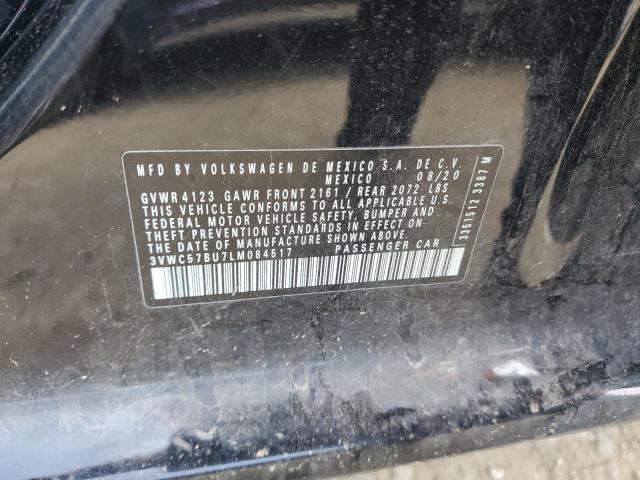 MFD BY VOLKSWAGEN DE MEXICO S.A. DE C.V.
MEXICO 08/20
GVWR 4123 GAWR FRONT 2161 / REAR 2072 LBS
THIS VEHICLE CONFORMS TO ALL APPLICABLE U.S.
FEDERAL MOTOR VEHICLE SAFETY, BUMPER AND
THEFT PREVENTION STANDARDS IN EFFECT ON
THE DATE OF MANUFACTURE SHOWN ABOVE.
3VWC57BU7LM084517 PASSENGER CAR
3351512 3387 M